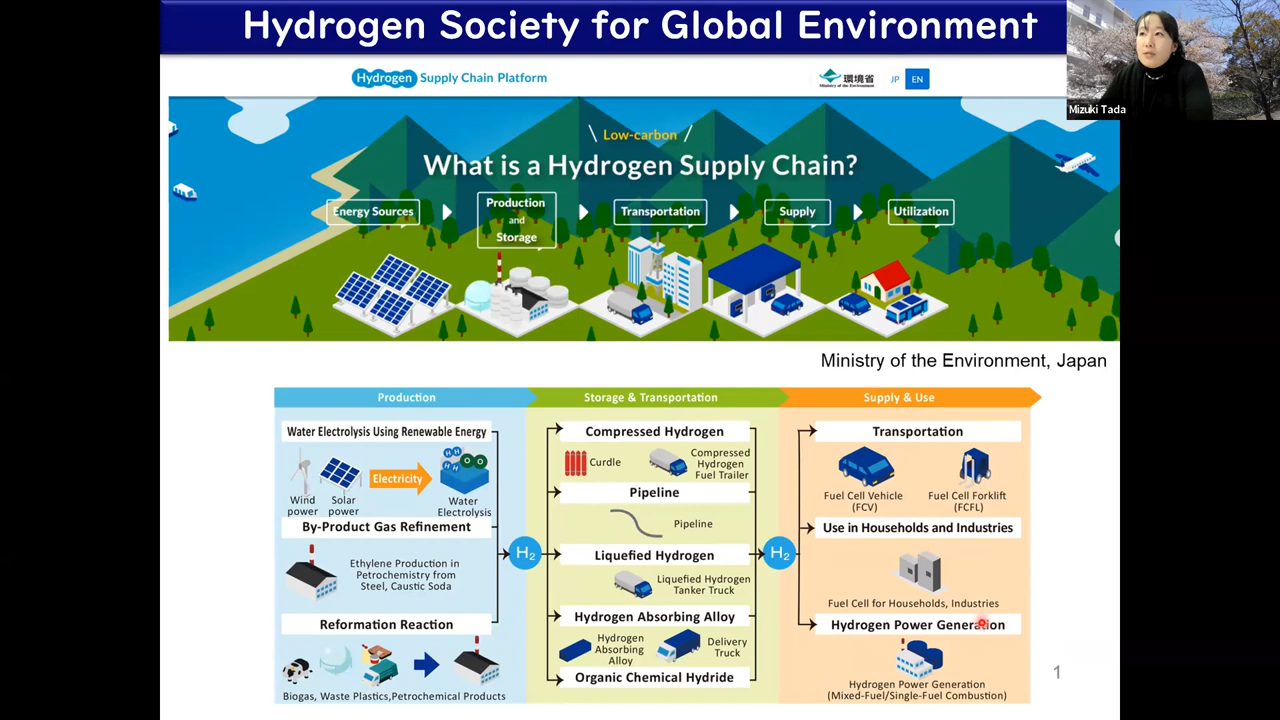 Hydrogen Society for Global Environment
Mizuki Tada
Hydrogen Supply Chain Platform
環境省
Ministry of the Environment
JP EN
\ Low-carbon /
What is a Hydrogen Supply Chain?
Energy Sources
Production
and
Storage
Transportation
Supply
Utilization
Ministry of the Environment, Japan
Production
Water Electrolysis Using Renewable Energy
Wind
power
Solar
power
Electricity
H H
H H
O O
Water
Electrolysis
By-Product Gas Refinement
Ethylene Production in
Petrochemistry from
Steel, Caustic Soda
Reformation Reaction
Biogas, Waste Plastics,Petrochemical Products
H₂
Storage & Transportation
Compressed Hydrogen
Curdle
Compressed
Hydrogen
Fuel Trailer
Pipeline
Pipeline
Liquefied Hydrogen
Liquefied Hydrogen
Tanker Truck
Hydrogen Absorbing Alloy
Hydrogen
Absorbing
Alloy
Delivery
Truck
Organic Chemical Hydride
H₂
Supply & Use
Transportation
Fuel Cell Vehicle
(FCV)
Fuel Cell Forklift
(FCFL)
Use in Households and Industries
Fuel Cell for Households, Industries
Hydrogen Power Generation
Hydrogen Power Generation
(Mixed-Fuel/Single-Fuel Combustion)
1